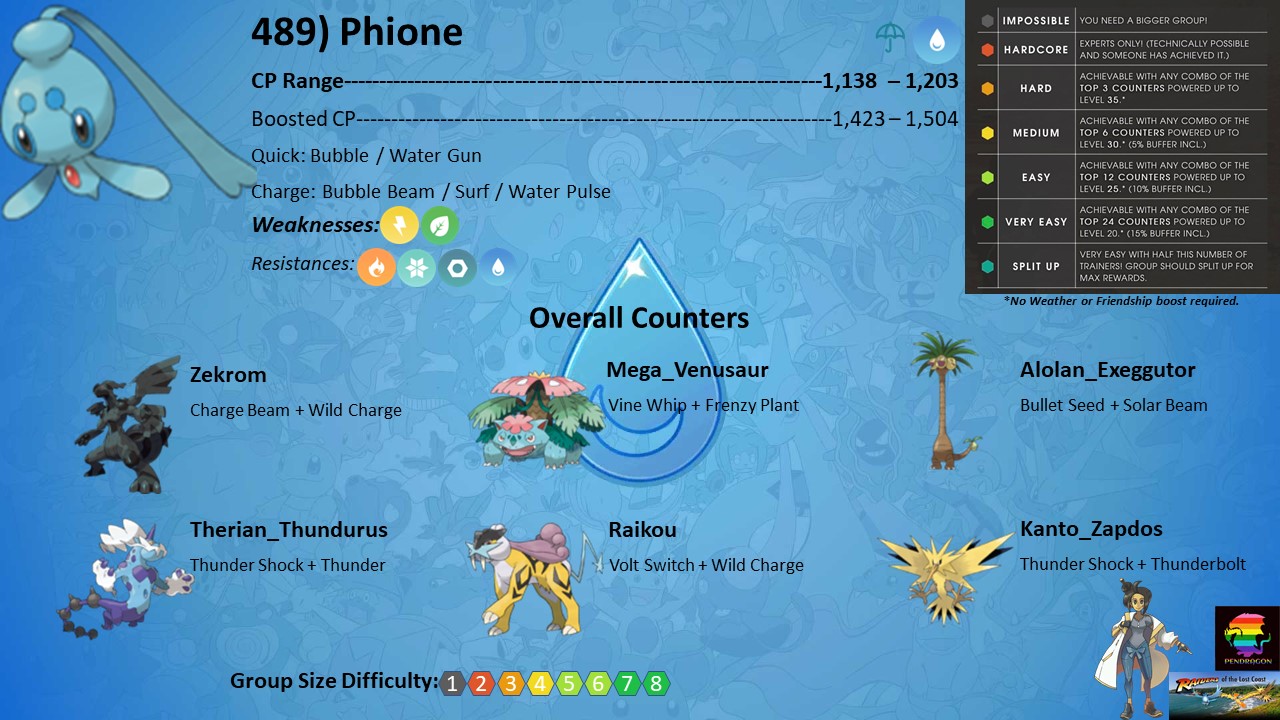 489) Phione
CP Range-------------------------------------------------------------------1,138 – 1,203
Boosted CP-------------------------------------------------------------------1,423 – 1,504
Quick: Bubble / Water Gun
Charge: Bubble Beam / Surf / Water Pulse
Weaknesses:
Resistances:
IMPOSSIBLE YOU NEED A BIGGER GROUP!
HARDCORE EXPERTS ONLY! (TECHNICALLY POSSIBLE
AND SOMEONE HAS ACHIEVED IT.)
HARD ACHIEVABLE WITH ANY COMBO OF THE
TOP 3 COUNTERS POWERED UP TO
LEVEL 35.*
MEDIUM ACHIEVABLE WITH ANY COMBO OF THE
TOP 6 COUNTERS POWERED UP TO
LEVEL 30.* (5% BUFFER INCL.)
EASY ACHIEVABLE WITH ANY COMBO OF THE
TOP 12 COUNTERS POWERED UP TO
LEVEL 25.* (10% BUFFER INCL.)
VERY EASY ACHIEVABLE WITH ANY COMBO OF THE
TOP 24 COUNTERS POWERED UP TO
LEVEL 20.* (15% BUFFER INCL.)
SPLIT UP VERY EASY WITH HALF THIS NUMBER OF
TRAINERS! GROUP SHOULD SPLIT UP FOR
MAX REWARDS.
*No Weather or Friendship boost required.
Overall Counters
Zekrom
Charge Beam + Wild Charge
Mega_Venusaur
Vine Whip + Frenzy Plant
Alolan_Exeggutor
Bullet Seed + Solar Beam
Therian_Thundurus
Thunder Shock + Thunder
Raikou
Volt Switch + Wild Charge
Kanto_Zapdos
Thunder Shock + Thunderbolt
Group Size Difficulty: 1 2 3 4 5 6 7 8
PENDRAGON
RAIDERS of the Lost Coast